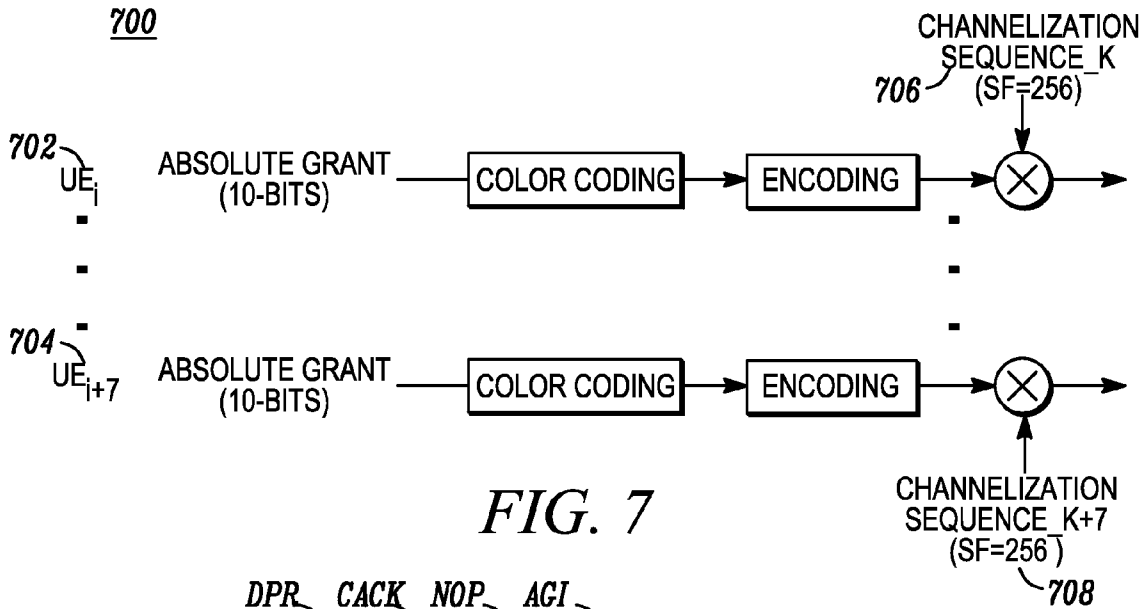 700
CHANNELIZATION
SEQUENCE_K
706 (SF=256)
702
UEi
ABSOLUTE GRANT
(10-BITS)
COLOR CODING
ENCODING
704
UEi+7
ABSOLUTE GRANT
(10-BITS)
COLOR CODING
ENCODING
FIG. 7
CHANNELIZATION
SEQUENCE_K+7
(SF=256 )
708
DPR CACK NOP AGI